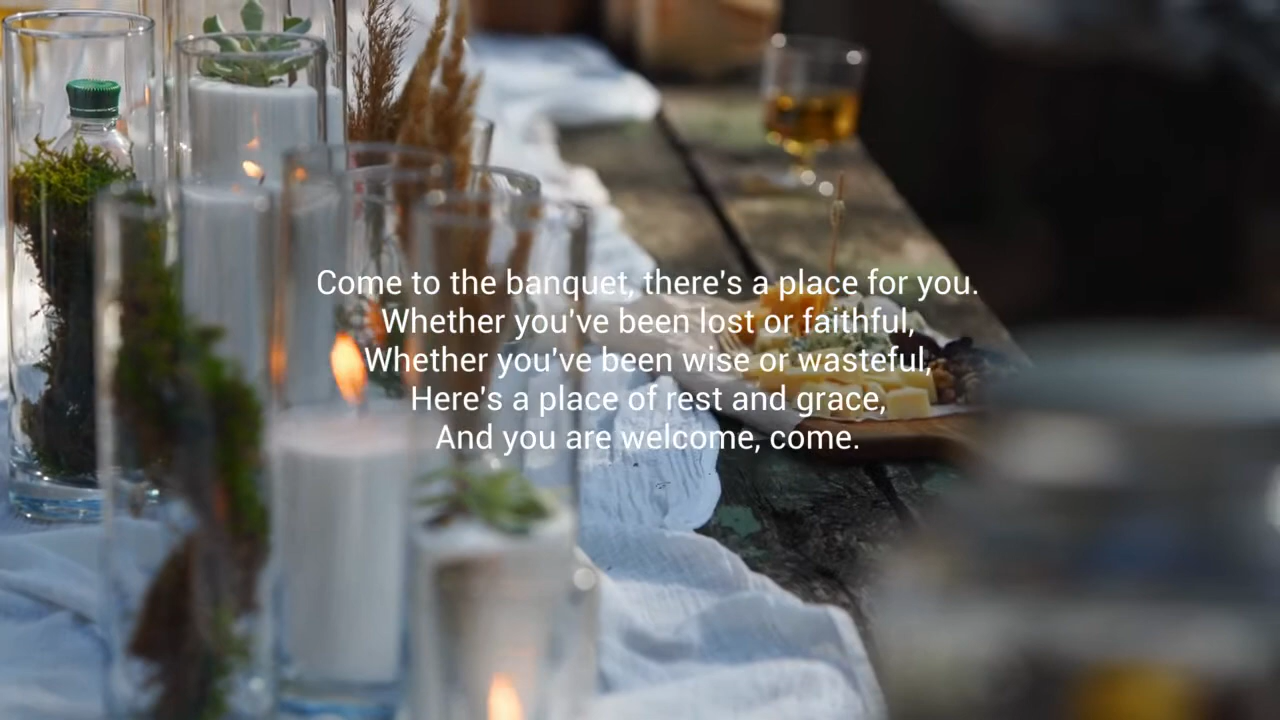 Come to the banquet, there's a place for you.
Whether you've been lost or faithful,
Whether you've been wise or wasteful,
Here's a place of rest and grace,
And you are welcome, come.